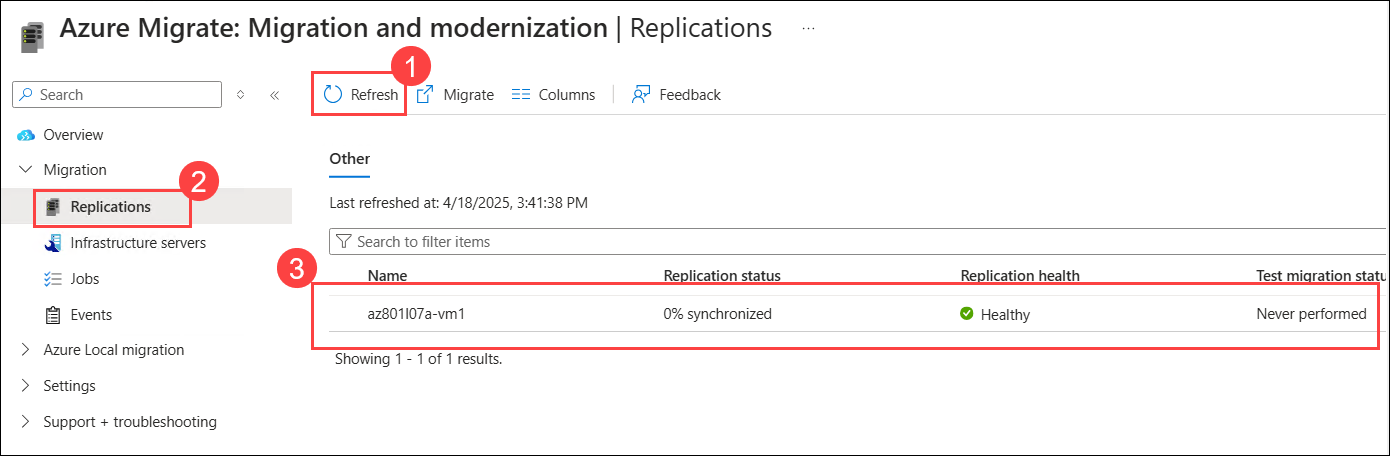 Azure Migrate: Migration and modernization | Replications ...
1
Search
Refresh Migrate Columns Feedback
Overview
Migration
Other
2
Replications
Last refreshed at: 4/18/2025, 3:41:38 PM
Infrastructure servers
Search to filter items
3
Jobs
Name Replication status Replication health Test migration statu
Events
az801l07a-vm1 0% synchronized Healthy Never performed
Azure Local migration
Showing 1 - 1 of 1 results.
Settings
Support + troubleshooting